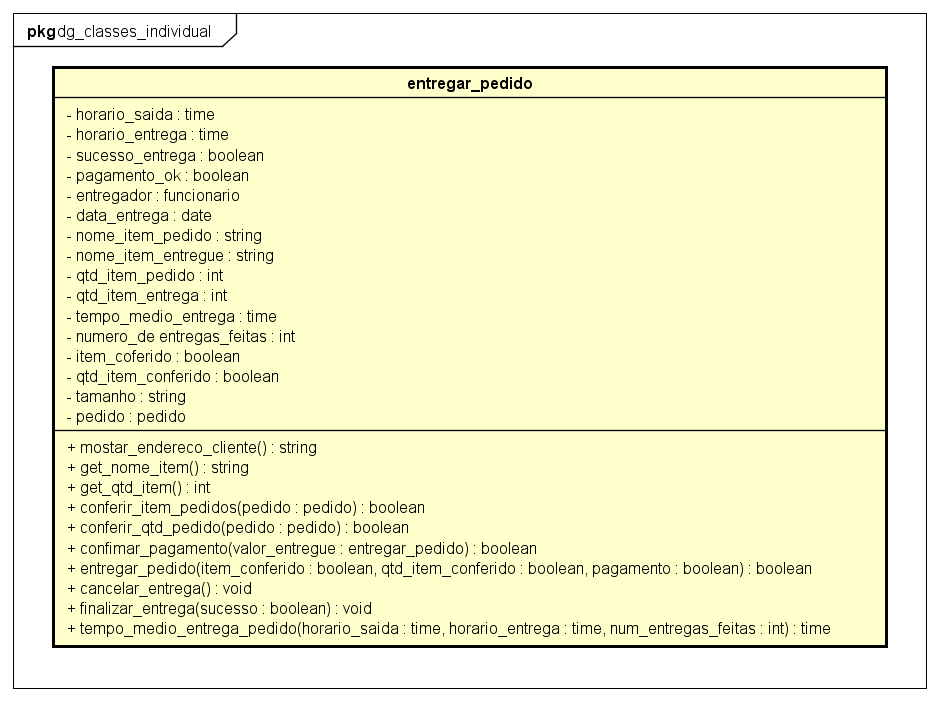 pkg dg_classes_individual
entregar_pedido
- horario_saida : time
- horario_entrega : time
- sucesso_entrega : boolean
- pagamento_ok : boolean
- entregador : funcionario
- data_entrega : date
- nome_item_pedido : string
- nome_item_entregue : string
- qtd_item_pedido : int
- qtd_item_entrega : int
- tempo_medio_entrega : time
- numero_de entregas_feitas : int
- item_coferido : boolean
- qtd_item_conferido : boolean
- tamanho : string
- pedido : pedido
+ mostar_endereco_cliente() : string
+ get_nome_item() : string
+ get_qtd_item() : int
+ conferir_item_pedidos(pedido : pedido) : boolean
+ conferir_qtd_pedido(pedido : pedido) : boolean
+ confimar_pagamento(valor_entregue : entregar_pedido) : boolean
+ entregar_pedido(item_conferido : boolean, qtd_item_conferido : boolean, pagamento : boolean) : boolean
+ cancelar_entrega() : void
+ finalizar_entrega(sucesso : boolean) : void
+ tempo_medio_entrega_pedido(horario_saida : time, horario_entrega : time, num_entregas_feitas : int) : time